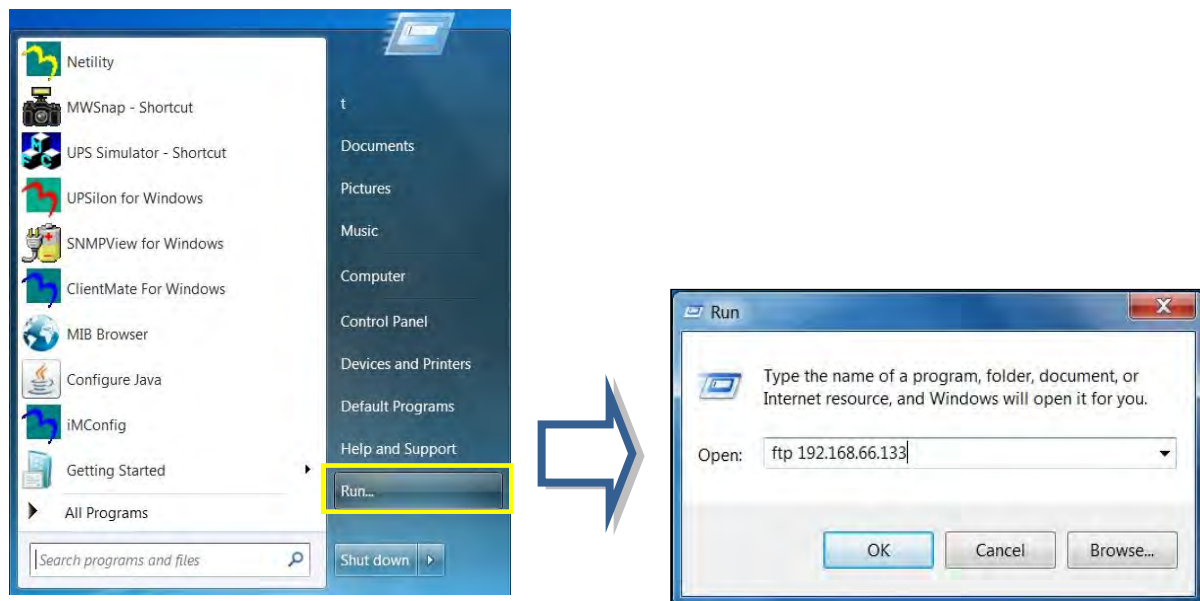 Netility
MWSnap - Shortcut
UPS Simulator - Shortcut
UPSilon for Windows
SNMPView for Windows
ClientMate For Windows
MIB Browser
Configure Java
iMConfig
Getting Started
All Programs
Search programs and files
t
Documents
Pictures
Music
Computer
Control Panel
Devices and Printers
Default Programs
Help and Support
Run...
Shut down
Run
Type the name of a program, folder, document, or
Internet resource, and Windows will open it for you.
Open: ftp 192.168.66.133
OK Cancel Browse...